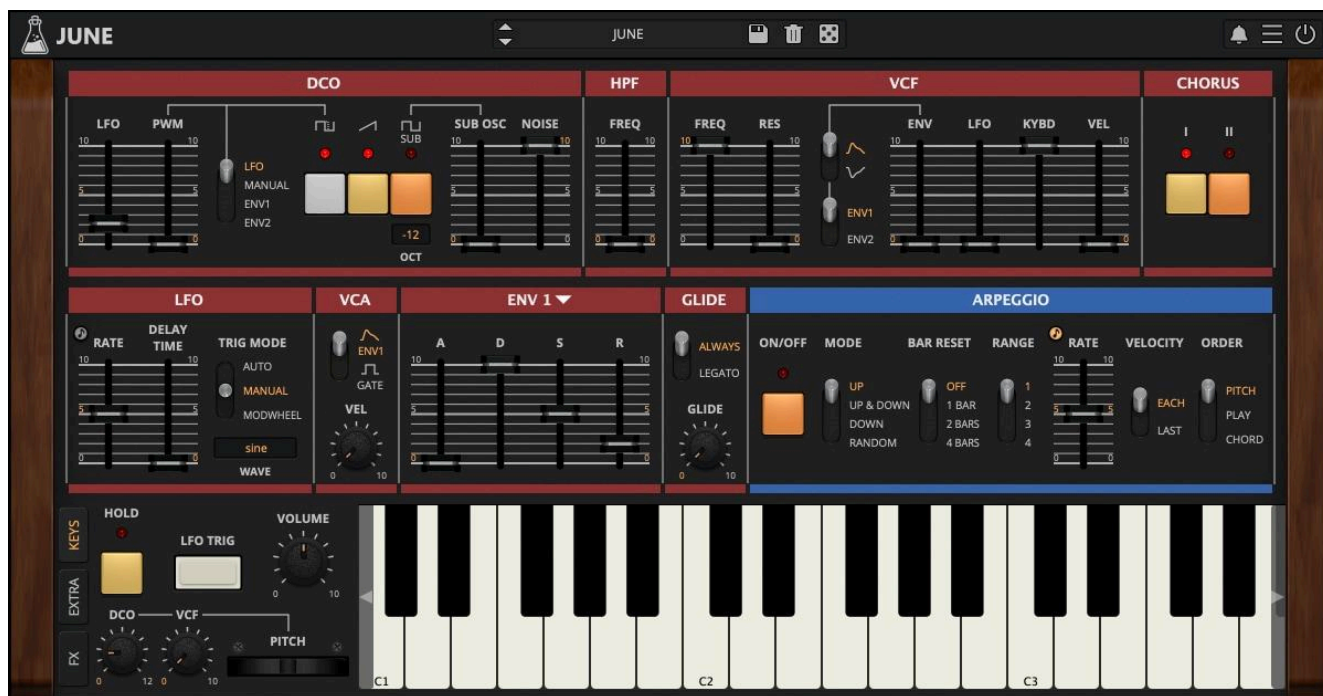 JUNE
JUNE
DCO
HPF
VCF
CHORUS
LFO PWM
SUB
SUB OSC NOISE
FREQ
FREQ RES
ENV LFO KYBD VEL
I II
10 10 10 10 10 10 10 10 10 10
LFO
MANUAL
ENV1
ENV2
5 5 5 5 5 5 5 5 5 5
ENV1
ENV2
-12
OCT
0 0 0 0 0 0 0 0 0 0
LFO
VCA
ENV 1
GLIDE
ARPEGGIO
RATE
DELAY TIME
TRIG MODE
AUTO
MANUAL
MODWHEEL
sine
WAVE
10 10
5 5
0 0
ENV1
GATE
VEL
0 10
A D S R
10 10
5 5
0 0
ALWAYS
LEGATO
GLIDE
0 10
ON/OFF
MODE
UP
UP & DOWN
DOWN
RANDOM
BAR RESET
OFF
1 BAR
2 BARS
4 BARS
RANGE
1
2
3
4
RATE
10 10
5 5
0 0
VELOCITY
EACH
LAST
ORDER
PITCH
PLAY
CHORD
KEYS
EXTRA
FX
HOLD
LFO TRIG
VOLUME
0 10
DCO VCF
PITCH
0 12 0 10
C1 C2 C3